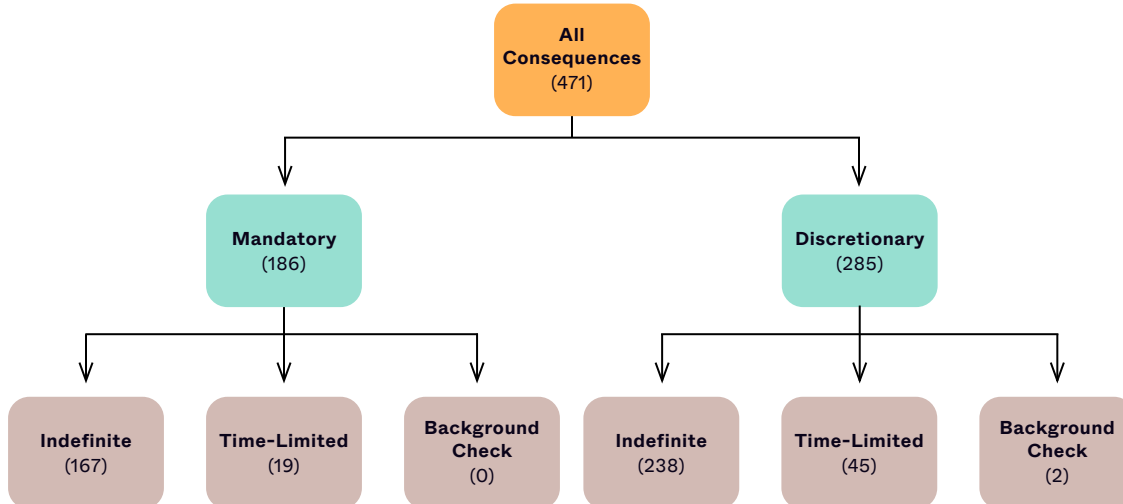 All
Consequences
(471)
Mandatory
(186)
Discretionary
(285)
Indefinite
(167)
Time-Limited
(19)
Background
Check
(0)
Indefinite
(238)
Time-Limited
(45)
Background
Check
(2)